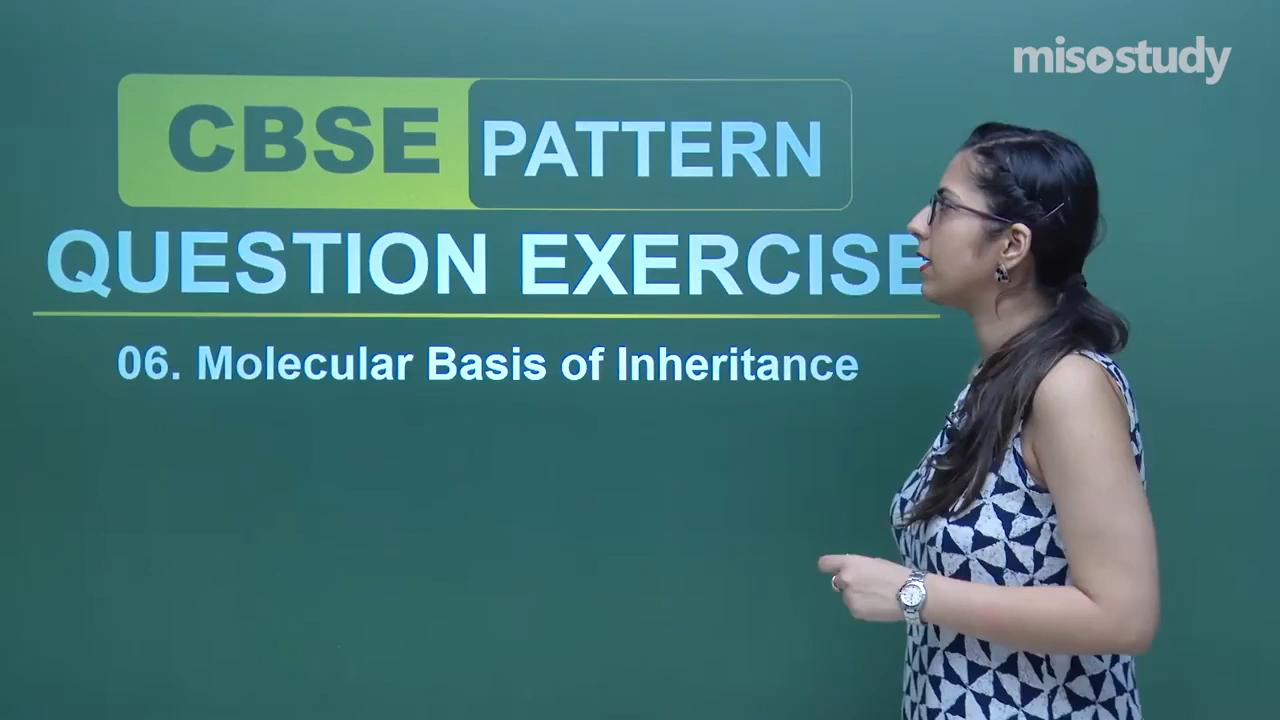 misostudy
CBSE PATTERN
QUESTION EXERCISE
06. Molecular Basis of Inheritance